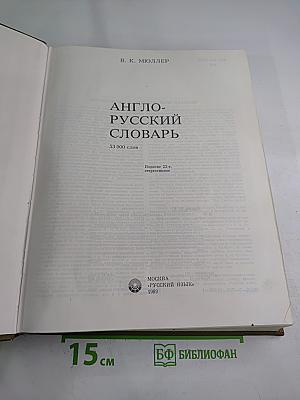 В. К. МЮЛЛЕР
АНГЛО-
РУССКИЙ
СЛОВАРЬ
53 000 слов
Издание 22-е,
стереотипное
МОСКВА
«РУССКИЙ ЯЗЫК»
1989
15 см
БФ БИБЛИОФАН